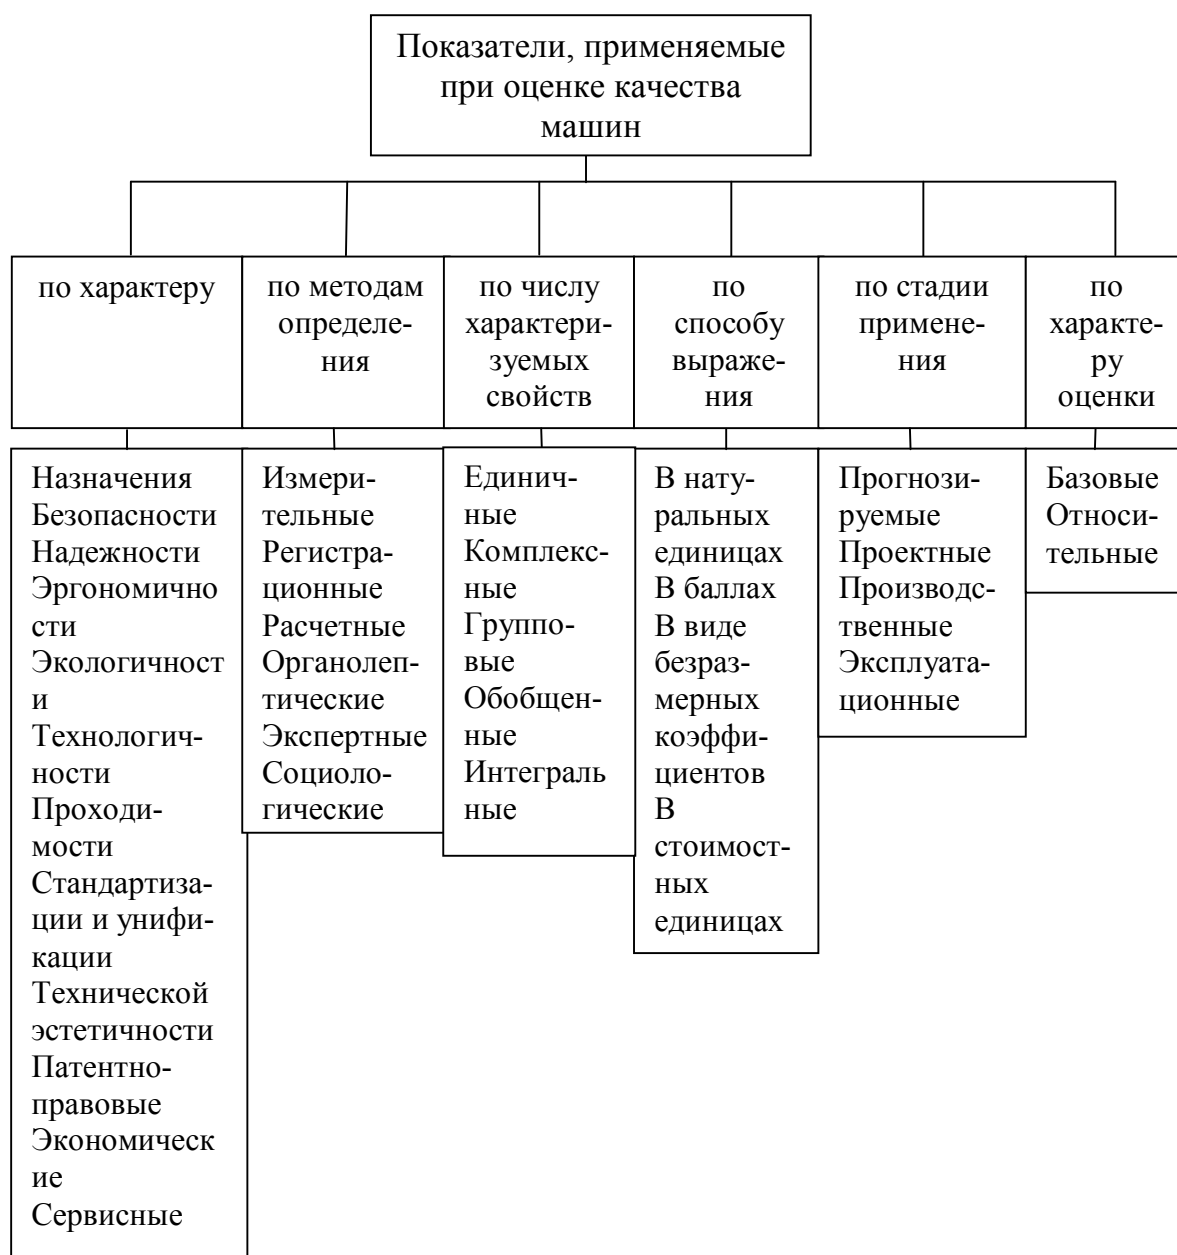 Показатели, применяемые
при оценке качества
машин
по характеру
по методам
определе-
ния
по числу
характери-
зуемых
свойств
по
способу
выраже-
ния
по стадии
примене-
ния
по
характе-
ру
оценки
Назначения
Безопасности
Надежности
Эргономично
сти
Экологичност
и
Технологич-
ности
Проходи-
мости
Стандартиза-
ции и унифи-
кации
Технической
эстетичности
Патентно-
правовые
Экономическ
ие
Сервисные
Измери-
тельные
Регистра-
ционные
Расчетные
Органолеп-
тические
Экспертные
Социоло-
гические
Единич-
ные
Комплекс-
ные
Группо-
вые
Обобщен-
ные
Интеграль
ные
В нату-
ральных
единицах
В баллах
В виде
безраз-
мерных
коэффи-
циентов
В
стоимост-
ных
единицах
Прогнози-
руемые
Проектные
Производс-
твенные
Эксплуата-
ционные
Базовые
Относи-
тельные